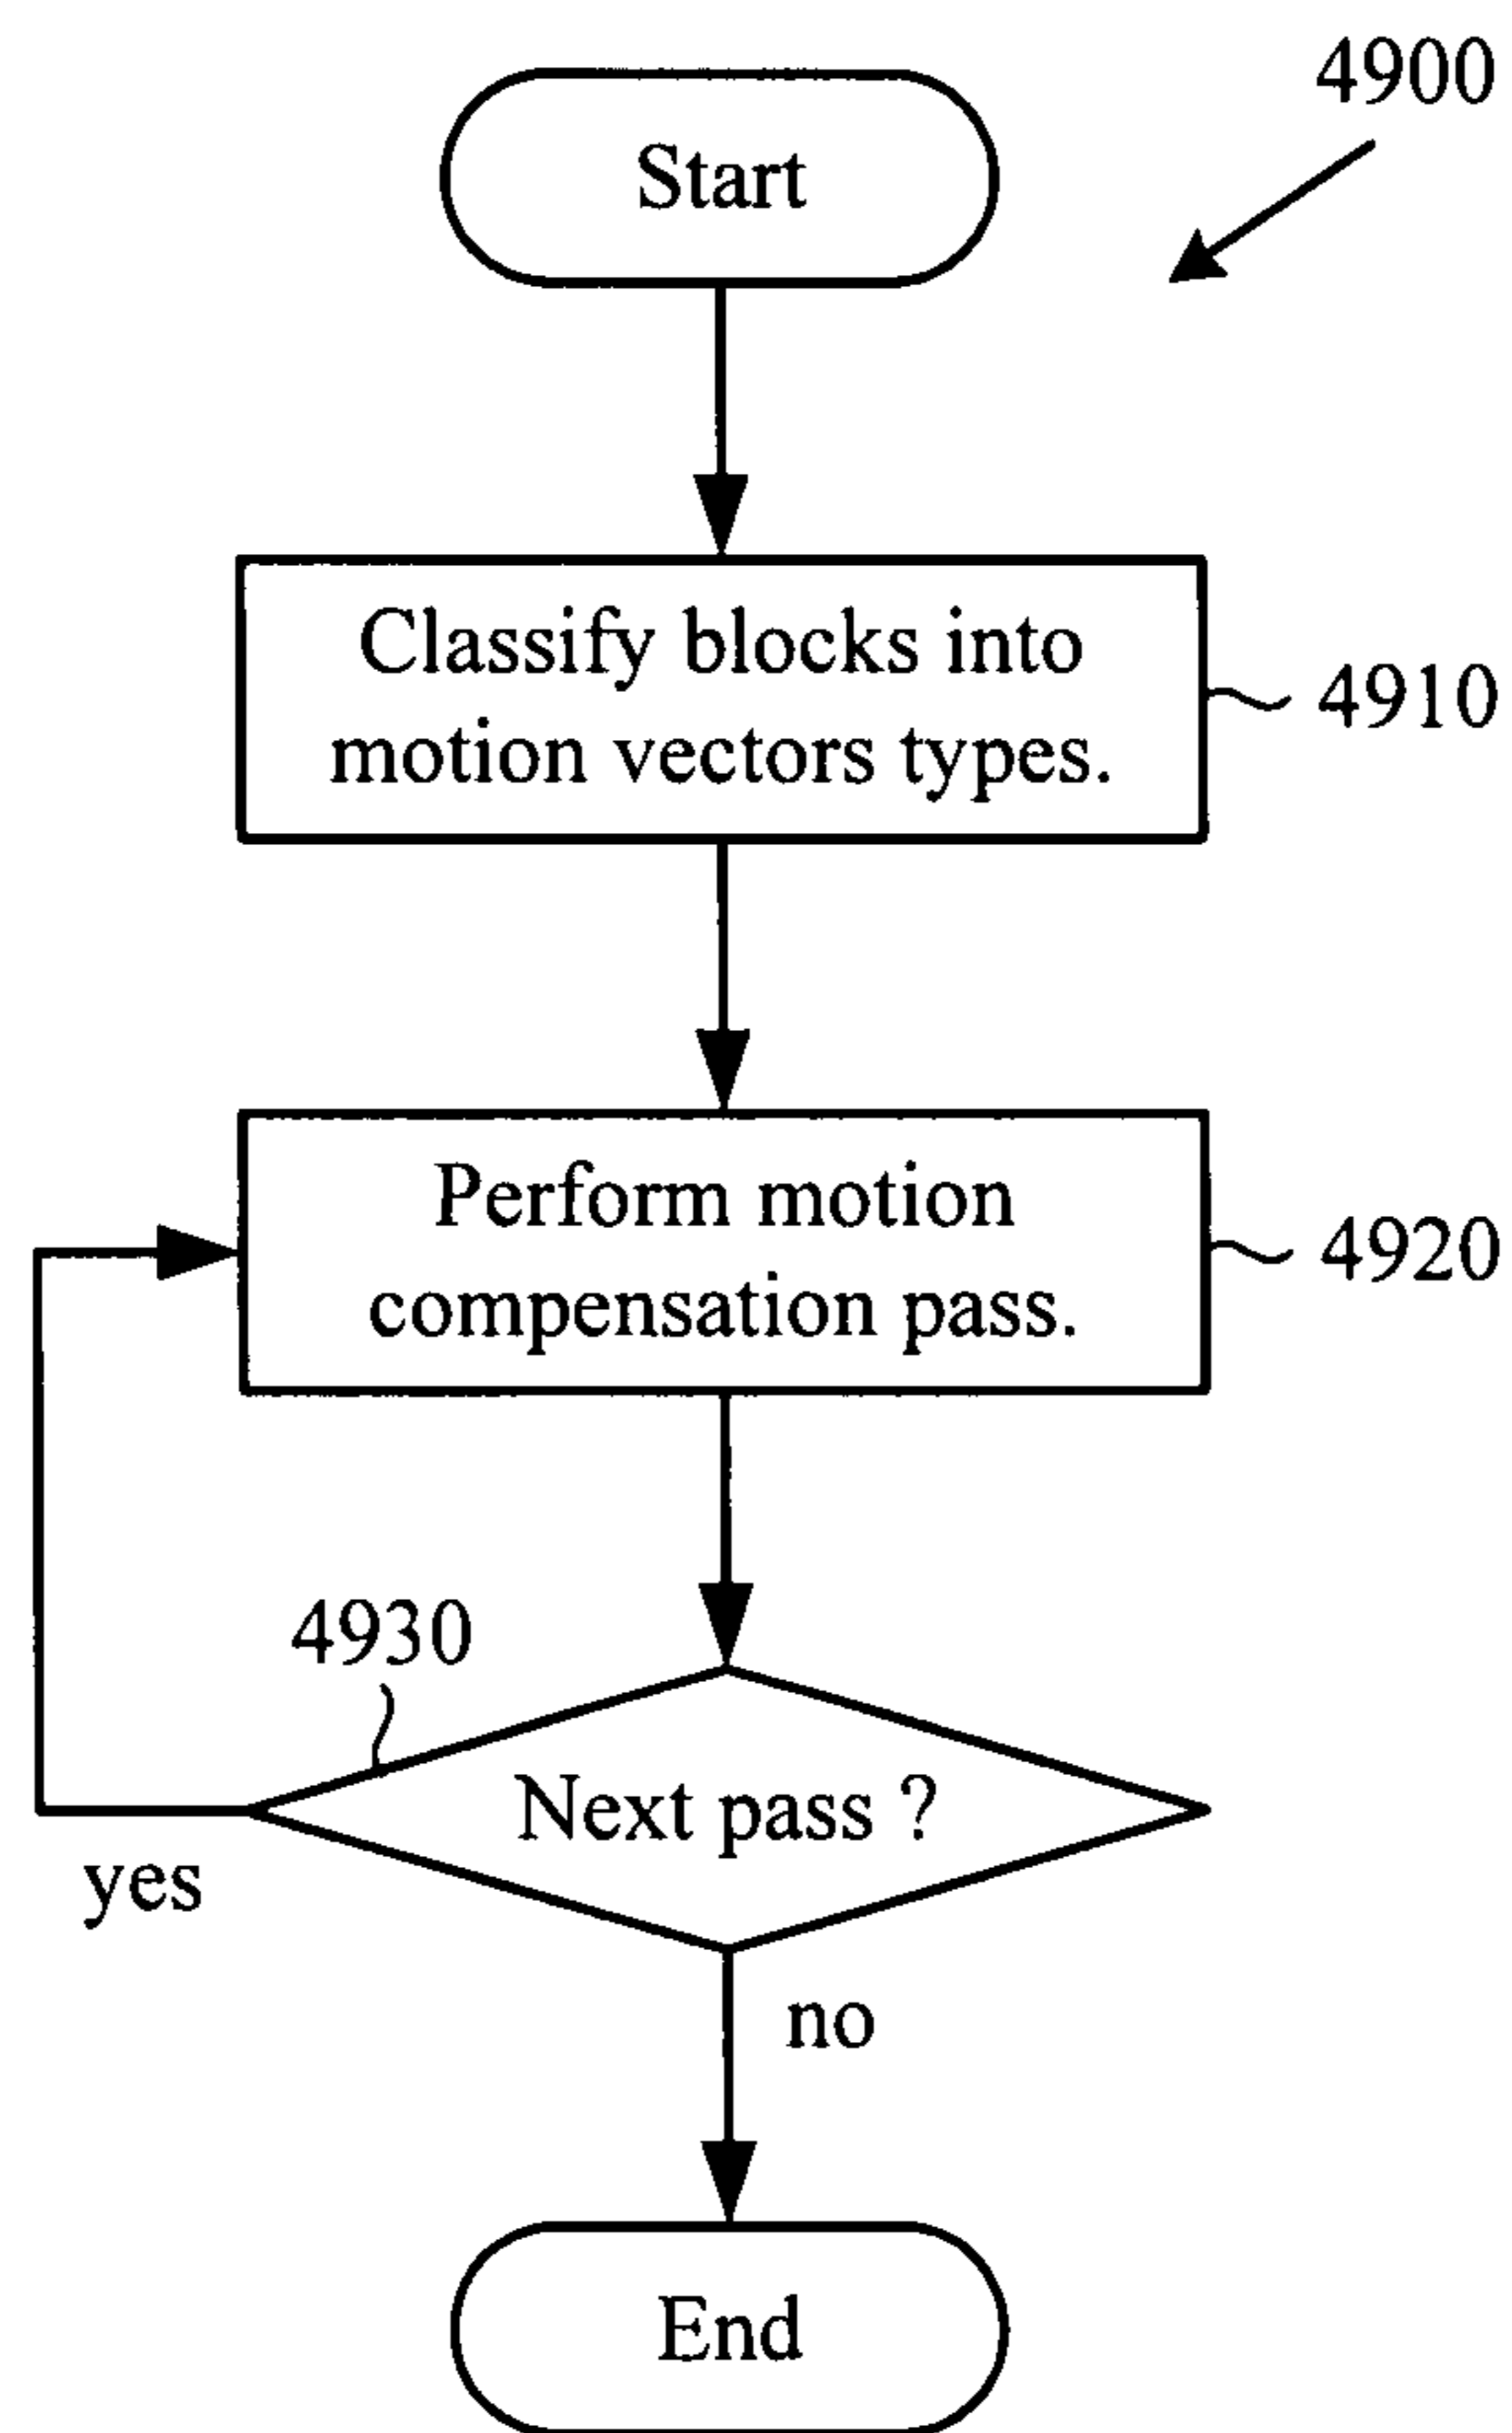 4900
Start
Classify blocks into
motion vectors types.
4910
Perform motion
compensation pass.
4920
4930
Next pass ?
yes
no
End